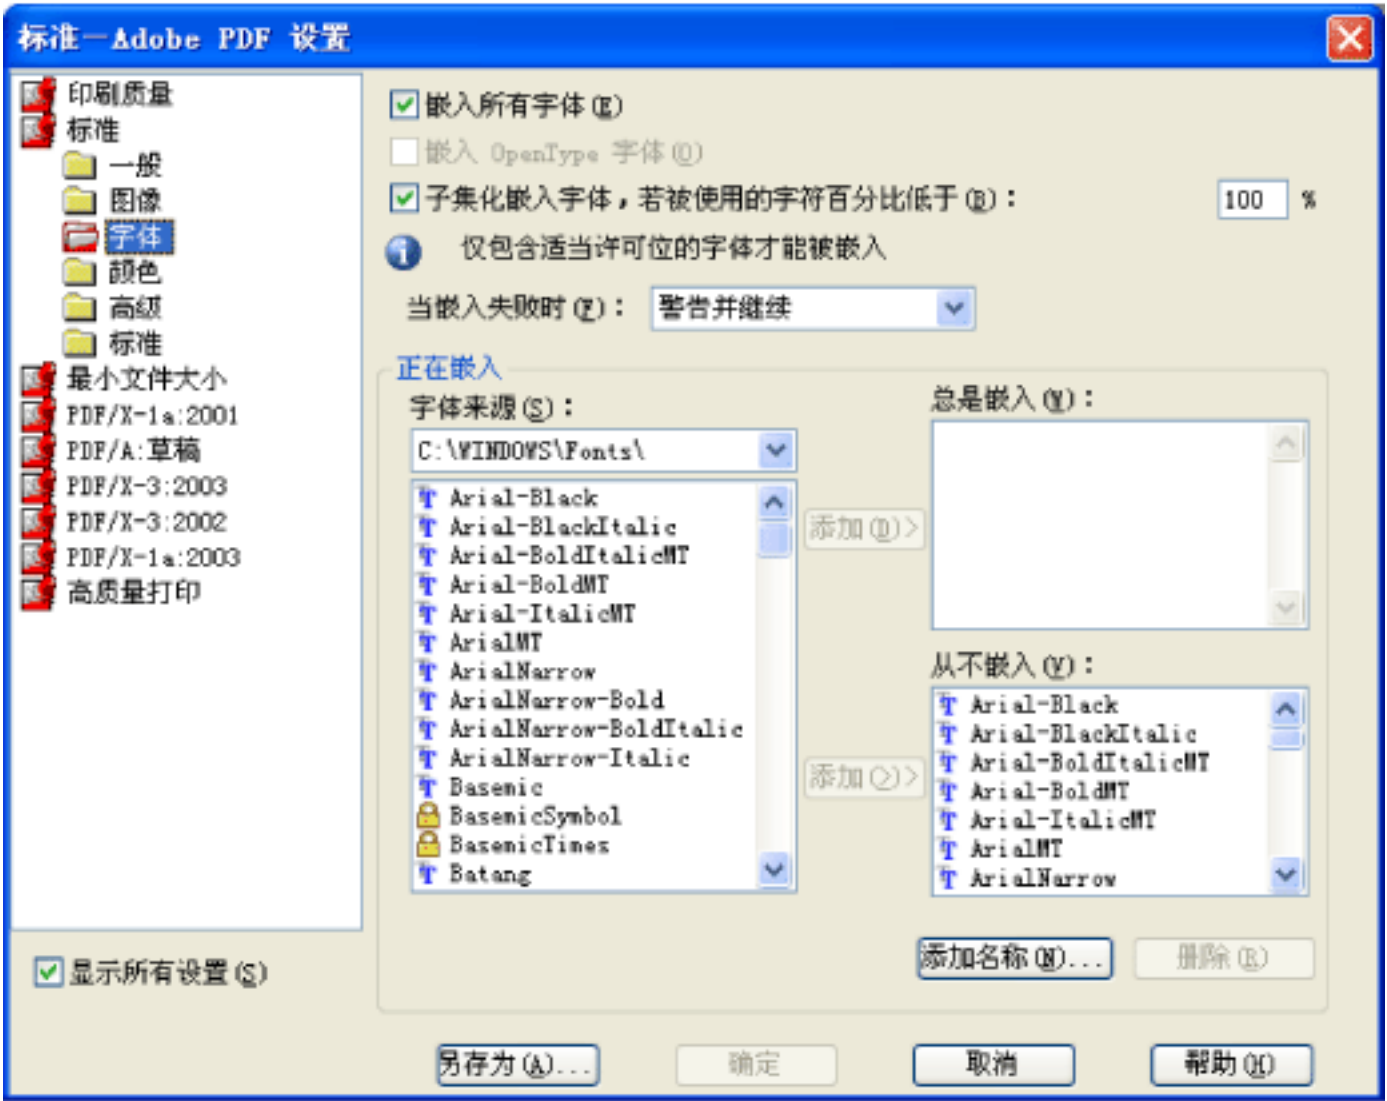 标准－Adobe PDF 设置
印刷质量
标准
一般
图像
字体
颜色
高级
标准
最小文件大小
PDF/X-1a:2001
PDF/A:草稿
PDF/X-3:2003
PDF/X-3:2002
PDF/X-1a:2003
高质量打印
显示所有设置(S)
嵌入所有字体(E)
嵌入 OpenType 字体(O)
子集化嵌入字体，若被使用的字符百分比低于(B)： 100 %
仅包含适当许可位的字体才能被嵌入
当嵌入失败时(F)： 警告并继续
正在嵌入
字体来源(S)：
C:\WINDOWS\Fonts\
Arial-Black
Arial-BlackItalic
Arial-BoldItalicMT
Arial-BoldMT
Arial-ItalicMT
ArialMT
ArialNarrow
ArialNarrow-Bold
ArialNarrow-BoldItalic
ArialNarrow-Italic
Basemic
BasemicSymbol
BasemicTimes
Batang
添加(D)>
添加(>)>
总是嵌入(W)：
从不嵌入(V)：
Arial-Black
Arial-BlackItalic
Arial-BoldItalicMT
Arial-BoldMT
Arial-ItalicMT
ArialMT
ArialNarrow
添加名称(N)...
删除(R)
另存为(A)...
确定
取消
帮助(H)